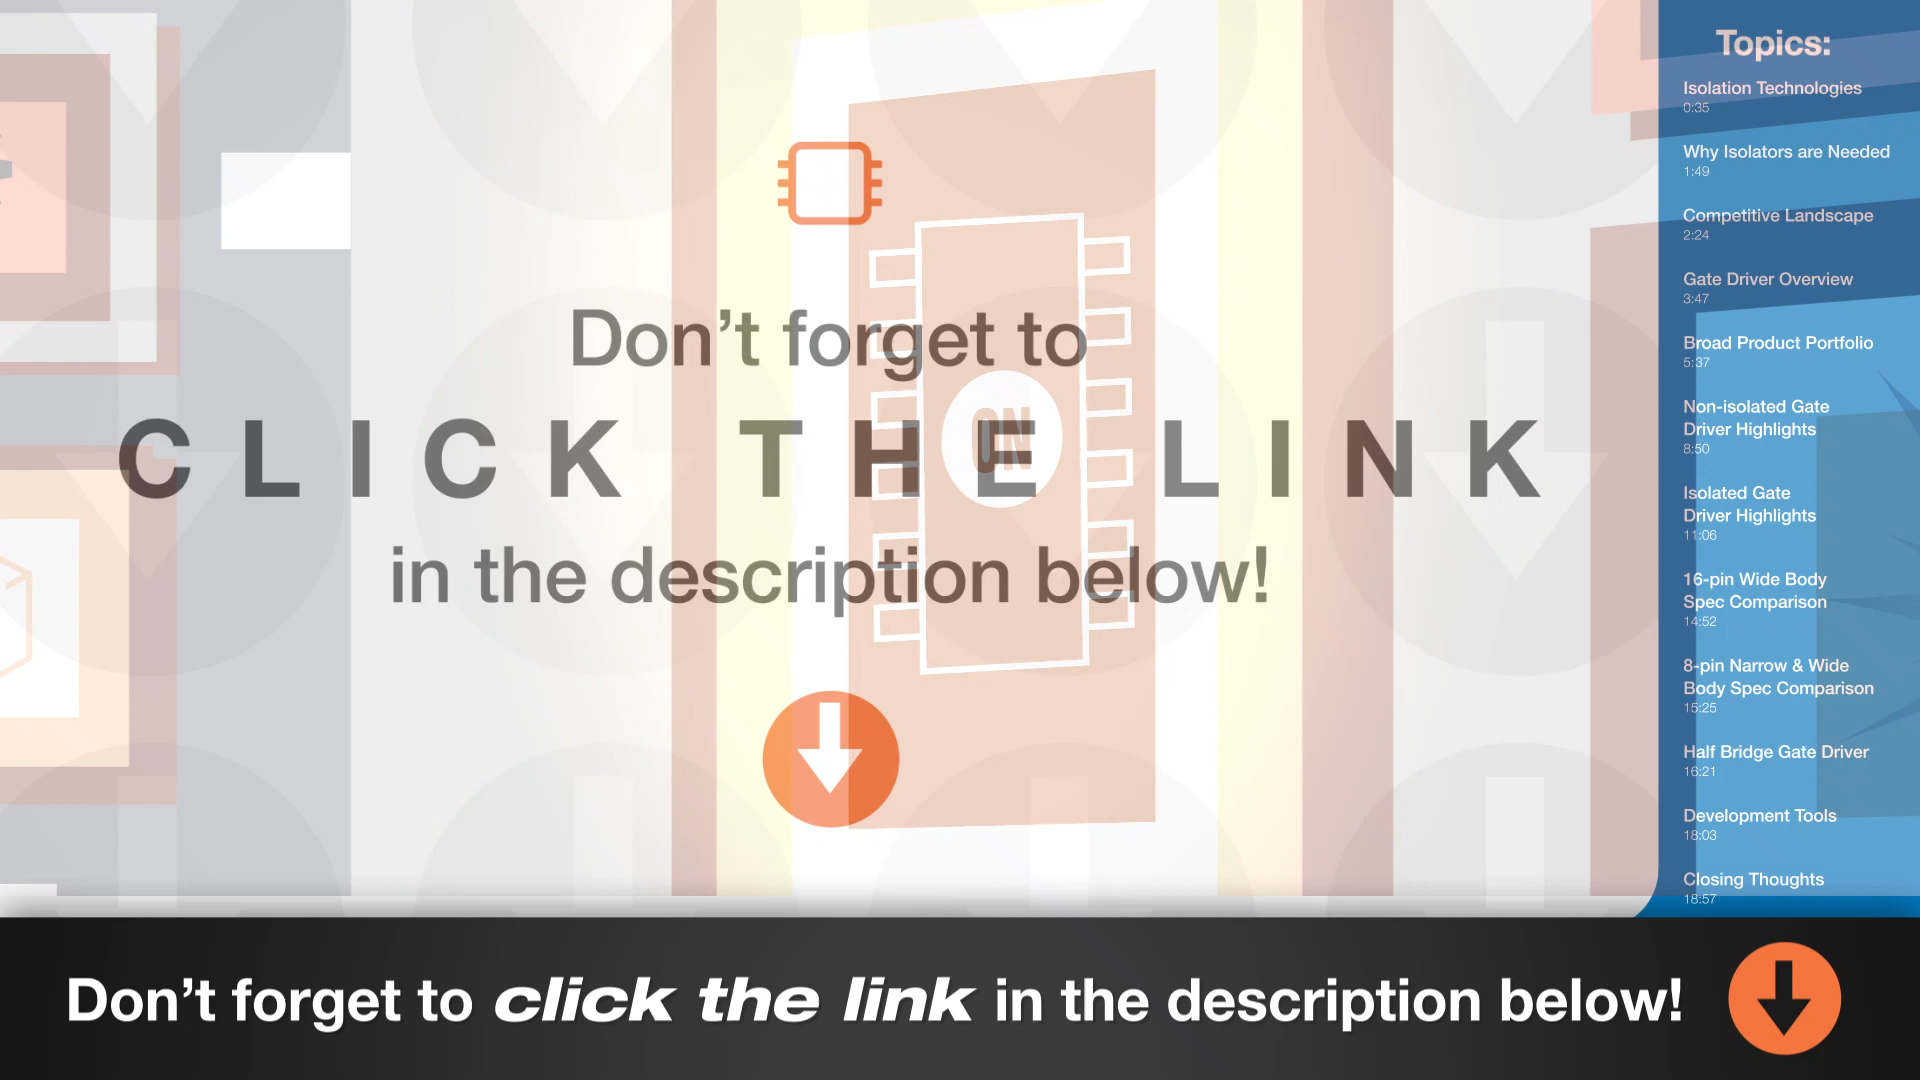 Don't forget to
CLICK THE LINK
in the description below!
ON
Topics:
Isolation Technologies
0:35
Why Isolators are Needed
1:49
Competitive Landscape
2:24
Gate Driver Overview
3:47
Broad Product Portfolio
5:37
Non-isolated Gate
Driver Highlights
8:50
Isolated Gate
Driver Highlights
11:06
16-pin Wide Body
Spec Comparison
14:52
8-pin Narrow & Wide
Body Spec Comparison
15:25
Half Bridge Gate Driver
16:21
Development Tools
18:03
Closing Thoughts
18:57
Don't forget to click the link in the description below!